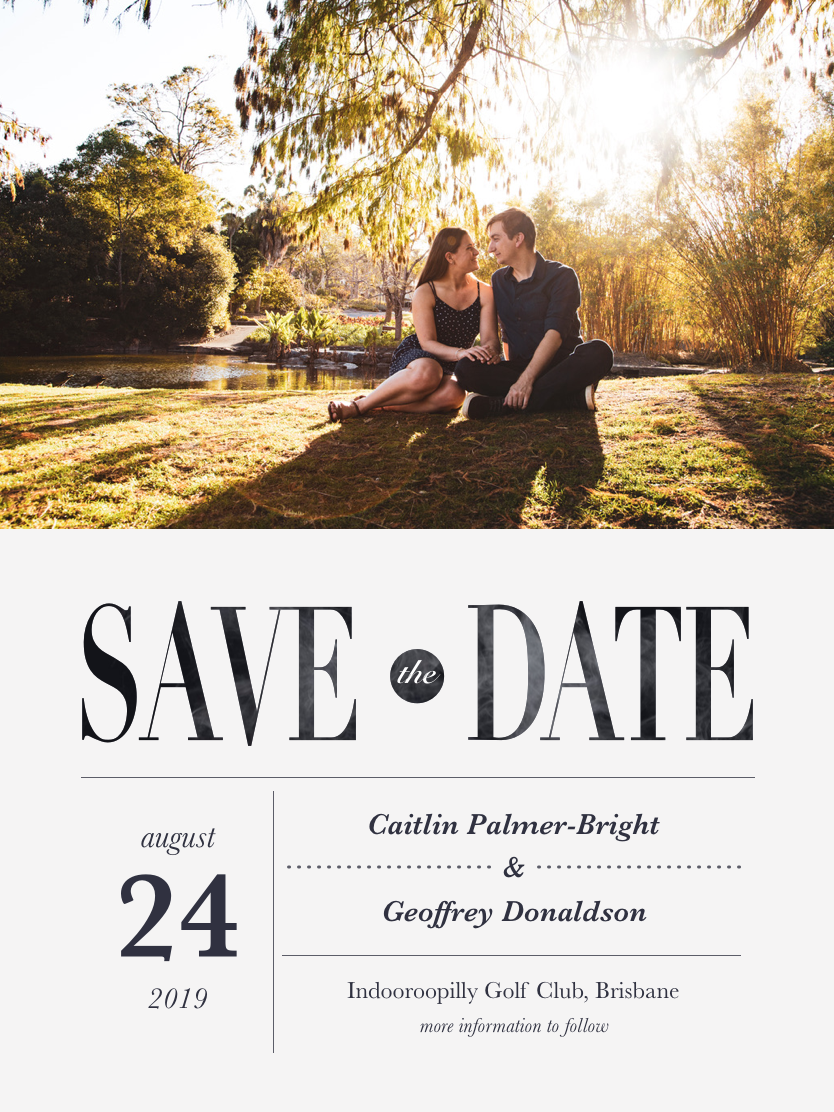 SAVE the DATE
august
24
2019
Caitlin Palmer-Bright
&
Geoffrey Donaldson
Indooroopilly Golf Club, Brisbane
more information to follow